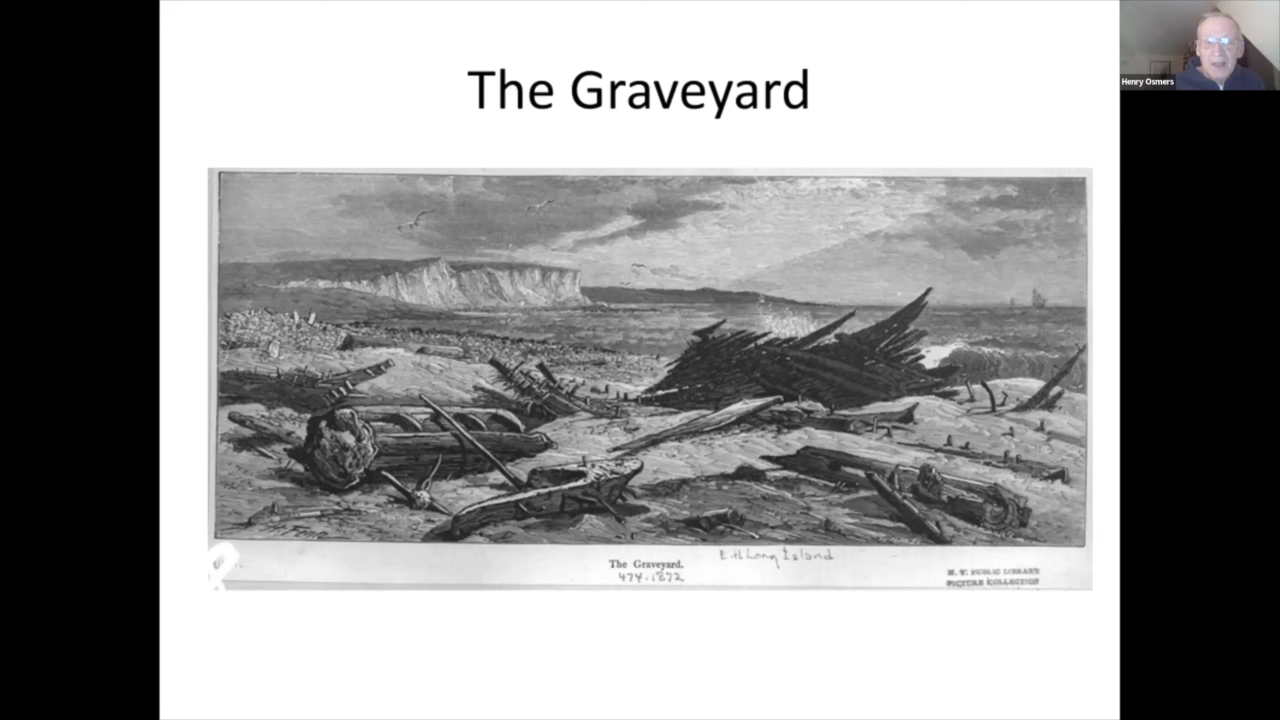 The Graveyard
Henry Osmers
The Graveyard.
E. H Long Island
474-1872
N. Y. PUBLIC LIBRARY
PICTURE COLLECTION